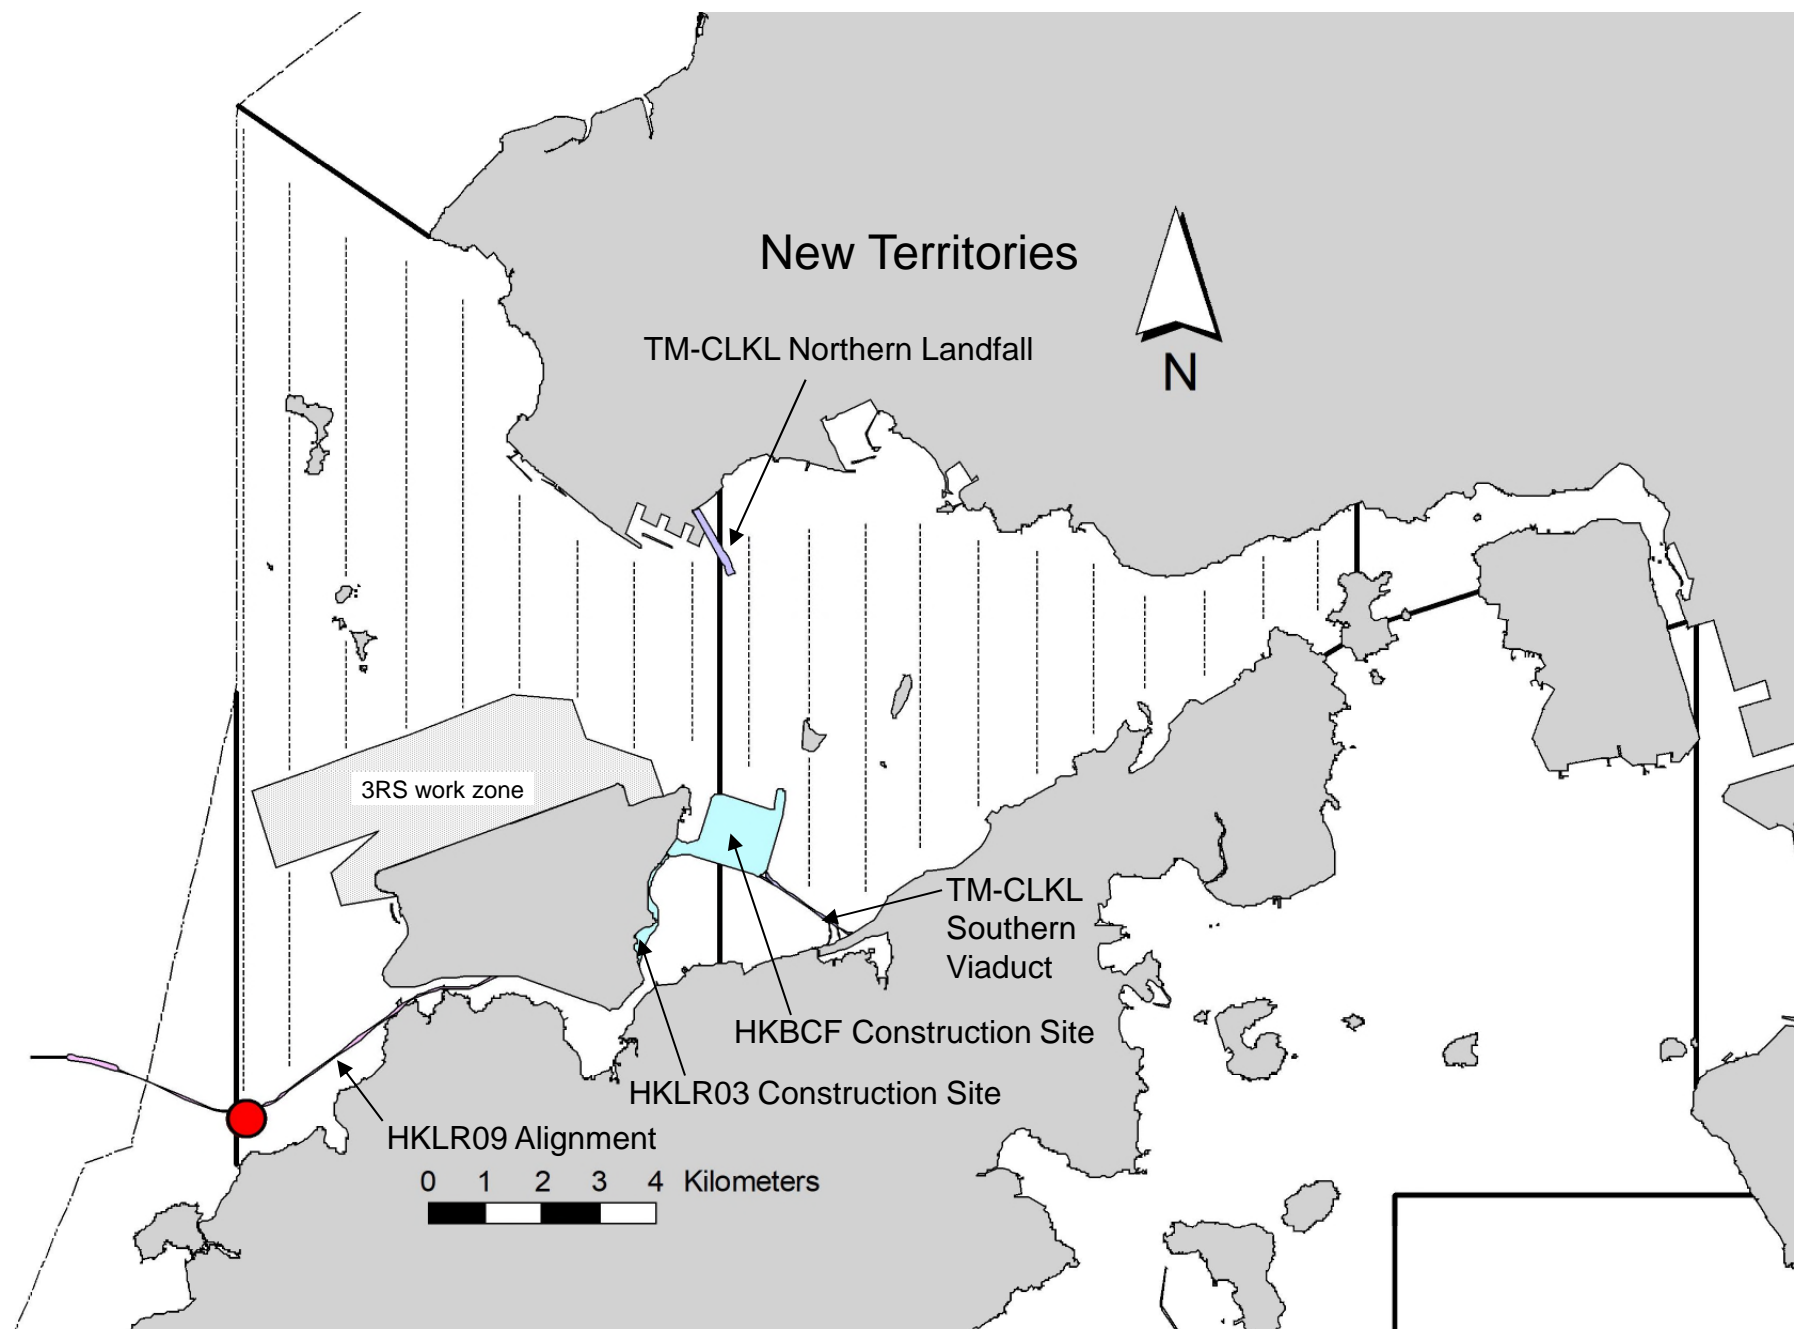 New Territories
TM-CLKL Northern Landfall
N
3RS work zone
TM-CLKL
Southern
Viaduct
HKBCF Construction Site
HKLR03 Construction Site
HKLR09 Alignment
0 1 2 3 4 Kilometers